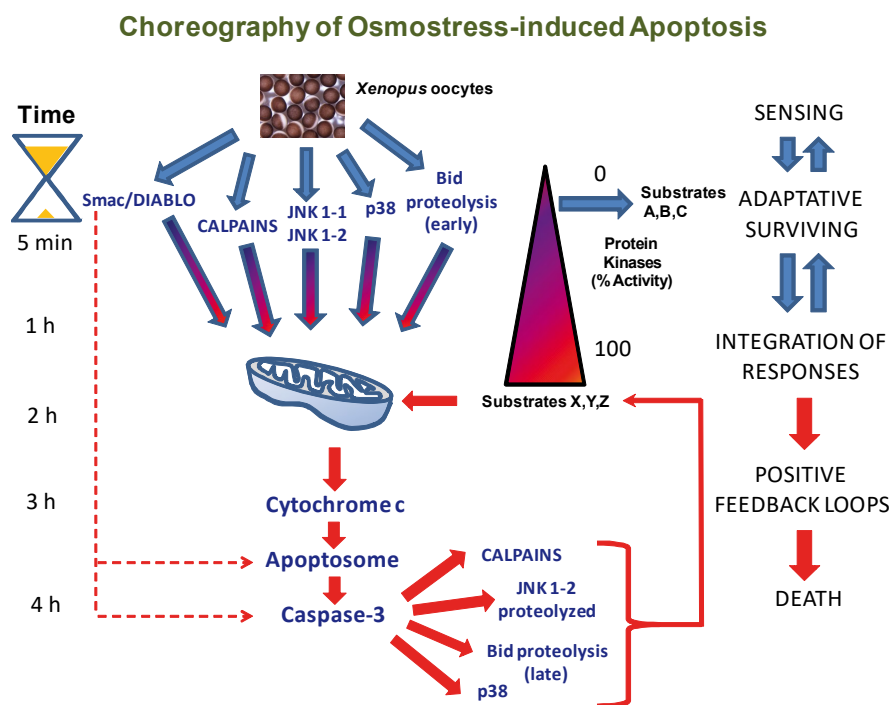 Choreography of Osmostress-induced Apoptosis
Xenopus oocytes
Time
5 min
1 h
2 h
3 h
4 h
Smac/DIABLO
CALPAINS
JNK 1-1
JNK 1-2
p38
Bid
proteolysis
(early)
0
Substrates
A,B,C
Protein
Kinases
(% Activity)
100
Substrates X,Y,Z
Cytochrome c
Apoptosome
Caspase-3
CALPAINS
JNK 1-2
proteolyzed
Bid proteolysis
(late)
p38
SENSING
ADAPTATIVE
SURVIVING
INTEGRATION OF
RESPONSES
POSITIVE
FEEDBACK LOOPS
DEATH